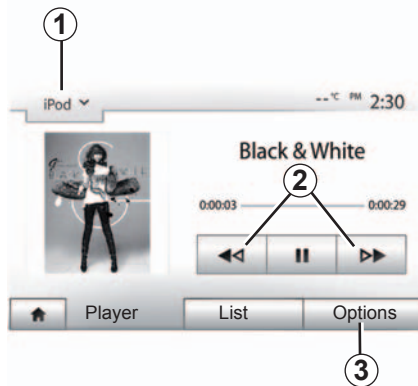 1
iPod
--°C PM 2:30
Black & White
2
0:00:03 0:00:29
Player List Options
3